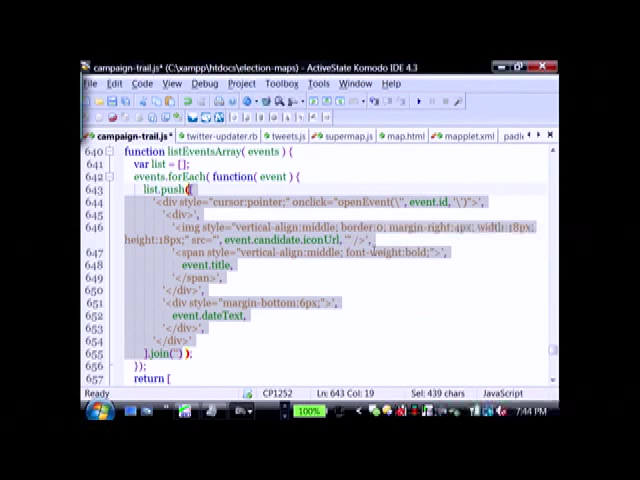 campaign-trail.js* (C:\xampp\htdocs\election-maps) - ActiveState Komodo IDE 4.3
File Edit Code View Debug Project Toolbox Tools Window Help
campaign-trail.js* twitter-updater.rb tweets.js supermap.js map.html mapplet.xml padle
640 function listEventsArray( events ) {
641 var list = [];
642 events.forEach( function( event ) {
643 list.push([
644 '<div style="cursor:pointer;" onclick="openEvent(\'', event.id, '\')">',
645 '<div>',
646 '<img style="vertical-align:middle; border:0; margin-right:4px; width:18px;
height:18px;" src="', event.candidate.iconUrl, '" />',
647 '<span style="vertical-align:middle; font-weight:bold;">',
648 event.title,
649 '</span>',
650 '</div>',
651 '<div style="margin-bottom:6px;">',
652 event.dateText,
653 '</div>',
654 '</div>'
655 ].join('') );
656 });
657 return [
Ready CP1252 Ln: 643 Col: 19 Sel: 439 chars JavaScript
100% 7:44 PM